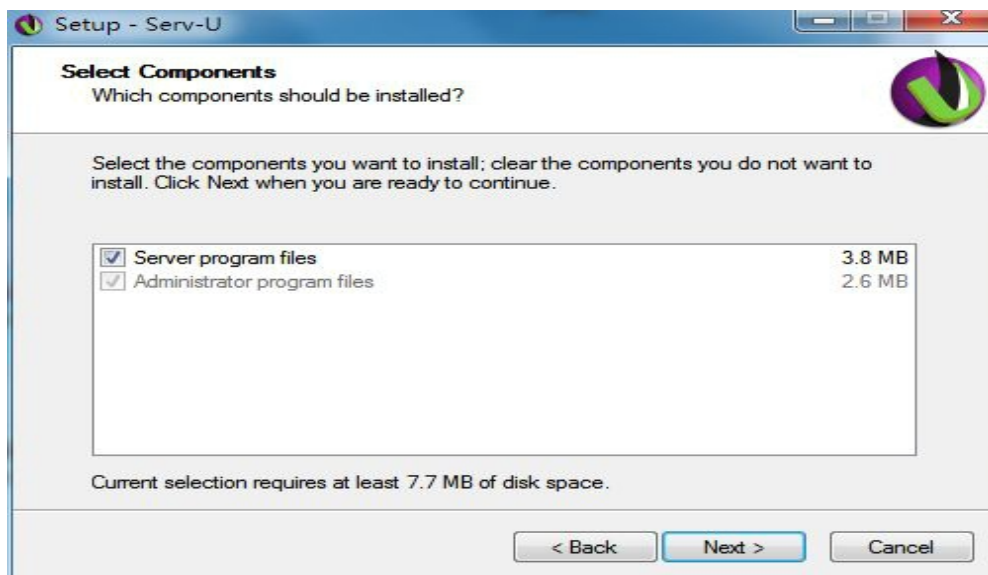 Setup - Serv-U
Select Components
Which components should be installed?
Select the components you want to install; clear the components you do not want to
install. Click Next when you are ready to continue.
Server program files 3.8 MB
Administrator program files 2.6 MB
Current selection requires at least 7.7 MB of disk space.
< Back Next > Cancel